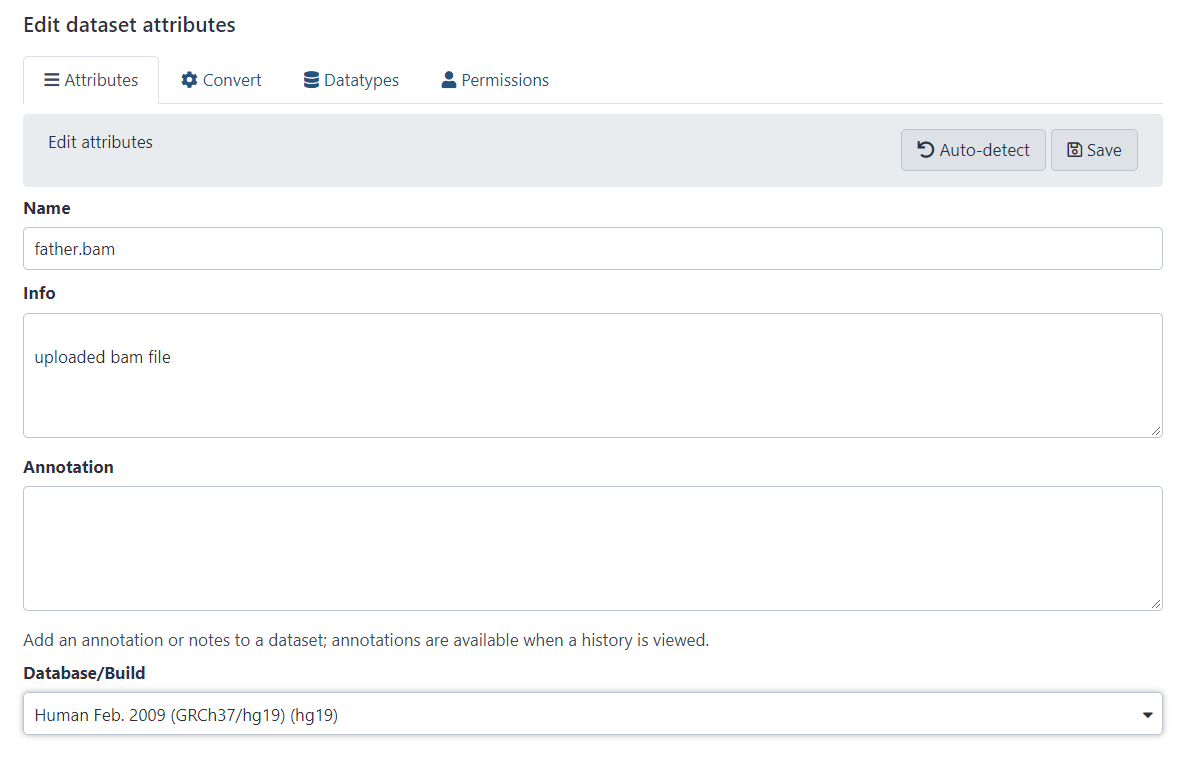 Edit dataset attributes
Attributes Convert Datatypes Permissions
Edit attributes Auto-detect Save
Name
father.bam
Info
uploaded bam file
Annotation
Add an annotation or notes to a dataset; annotations are available when a history is viewed.
Database/Build
Human Feb. 2009 (GRCh37/hg19) (hg19)